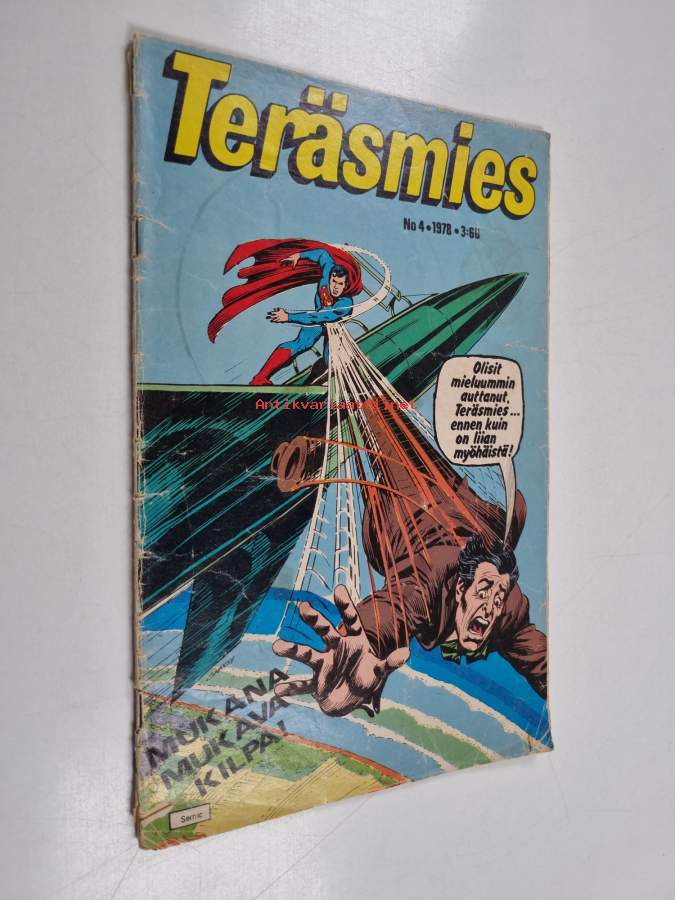 Teräsmies
No 4 • 1978 • 3:60
Olisit
mieluummin
auttanut,
Teräsmies...
ennen kuin
on liian
myöhäistä!
Antikvariaatti.net
MUKANA
MUKAVA
KILPA!
Semic